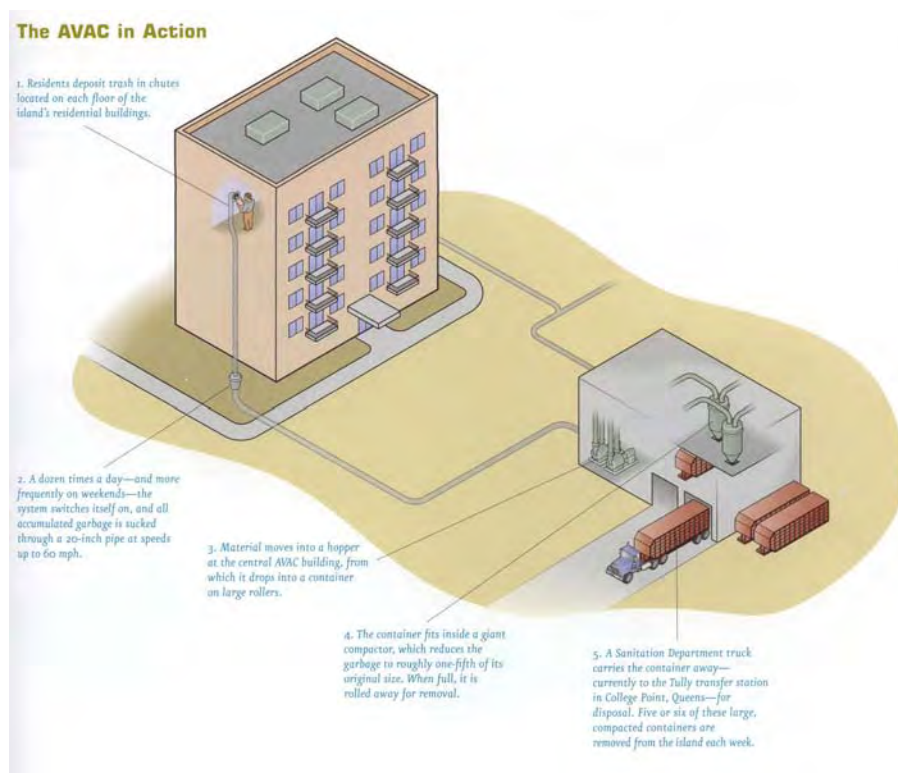 The AVAC in Action
1. Residents deposit trash in chutes
located on each floor of the
island's residential buildings.
2. A dozen times a day—and more
frequently on weekends—the
system switches itself on, and all
accumulated garbage is sucked
through a 20-inch pipe at speeds
up to 60 mph.
3. Material moves into a hopper
at the central AVAC building, from
which it drops into a container
on large rollers.
4. The container fits inside a giant
compactor, which reduces the
garbage to roughly one-fifth of its
original size. When full, it is
rolled away for removal.
5. A Sanitation Department truck
carries the container away—
currently to the Tully transfer station
in College Point, Queens—for
disposal. Five or six of these large,
compacted containers are
removed from the island each week.